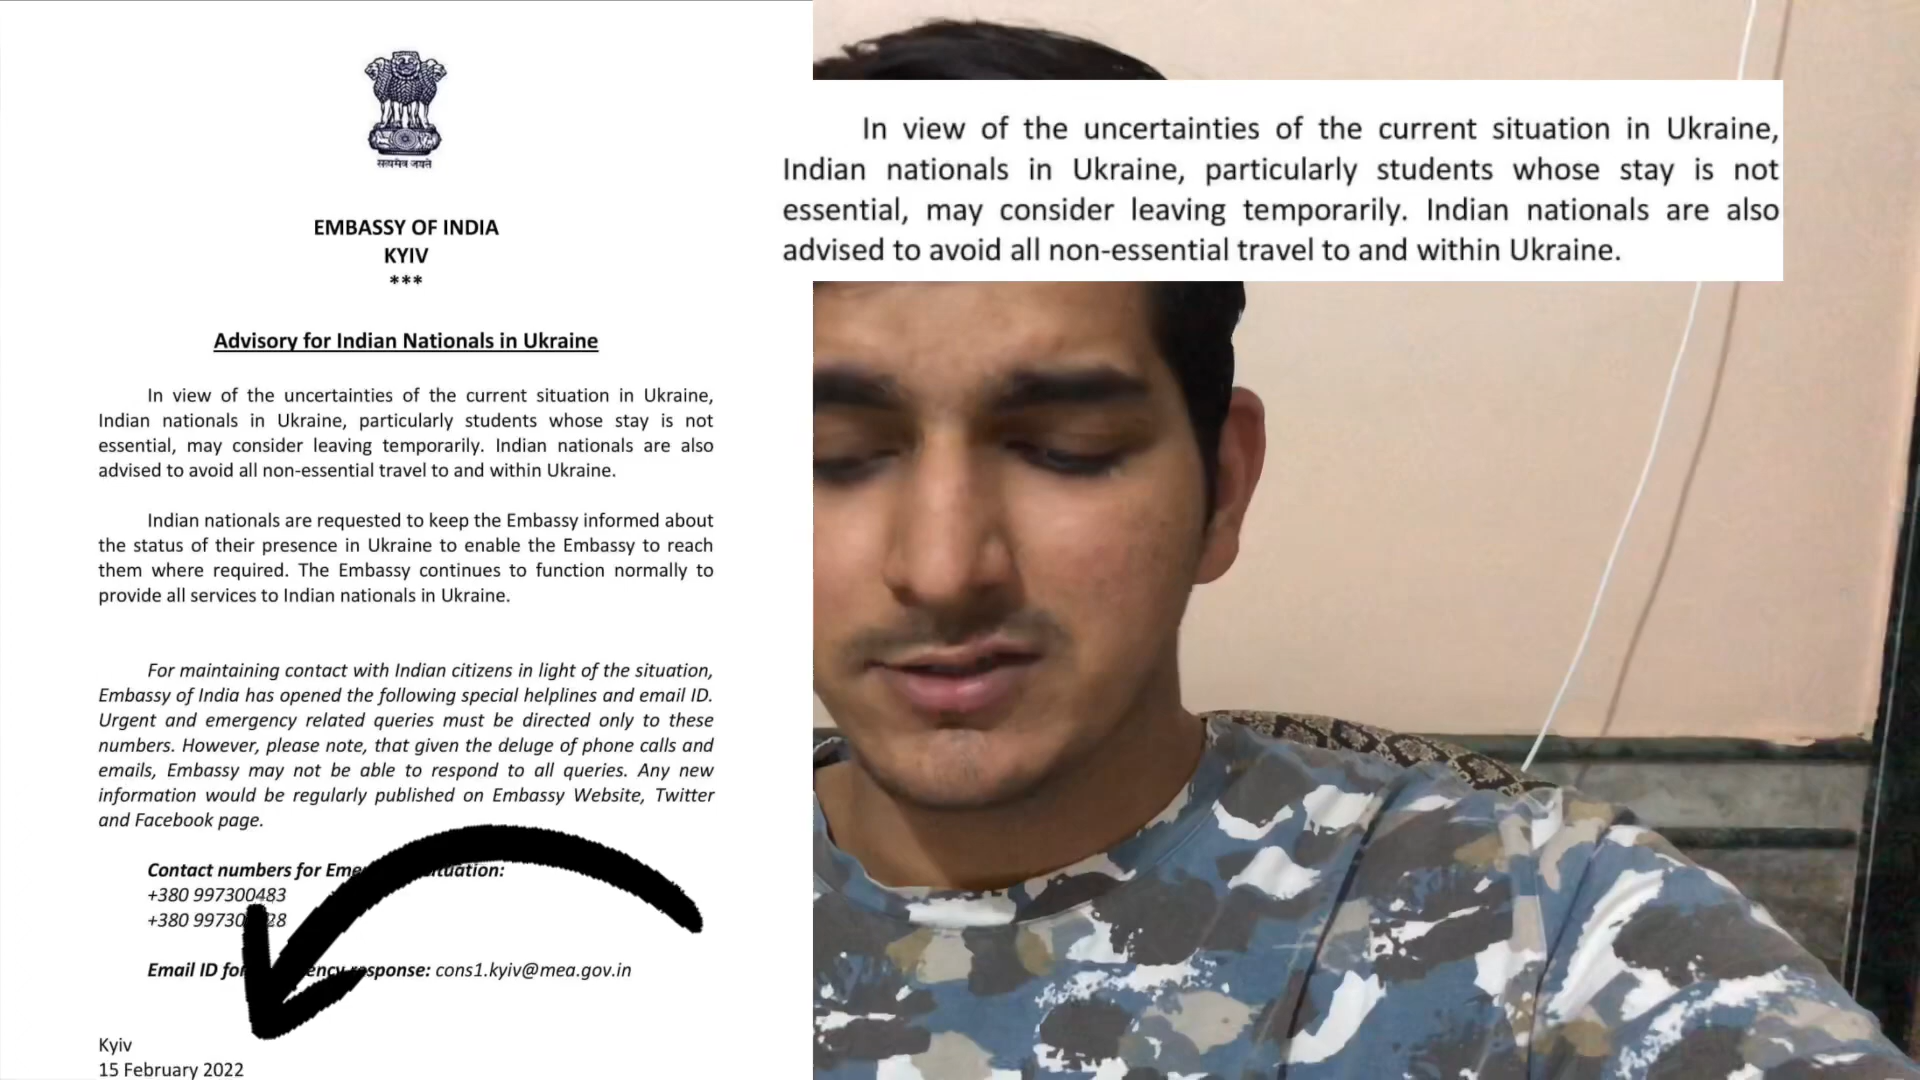 सत्यमेव जयते
EMBASSY OF INDIA
KYIV
***
Advisory for Indian Nationals in Ukraine
In view of the uncertainties of the current situation in Ukraine,
Indian nationals in Ukraine, particularly students whose stay is not
essential, may consider leaving temporarily. Indian nationals are also
advised to avoid all non-essential travel to and within Ukraine.
Indian nationals are requested to keep the Embassy informed about
the status of their presence in Ukraine to enable the Embassy to reach
them where required. The Embassy continues to function normally to
provide all services to Indian nationals in Ukraine.
For maintaining contact with Indian citizens in light of the situation,
Embassy of India has opened the following special helplines and email ID.
Urgent and emergency related queries must be directed only to these
numbers. However, please note, that given the deluge of phone calls and
emails, Embassy may not be able to respond to all queries. Any new
information would be regularly published on Embassy Website, Twitter
and Facebook page.
Contact numbers for
+380 997300483
+380
Email ID for response: cons1.kyiv@mea.gov.in
Kyiv
15 February 2022
In view of the uncertainties of the current situation in Ukraine,
Indian nationals in Ukraine, particularly students whose stay is not
essential, may consider leaving temporarily. Indian nationals are also
advised to avoid all non-essential travel to and within Ukraine.